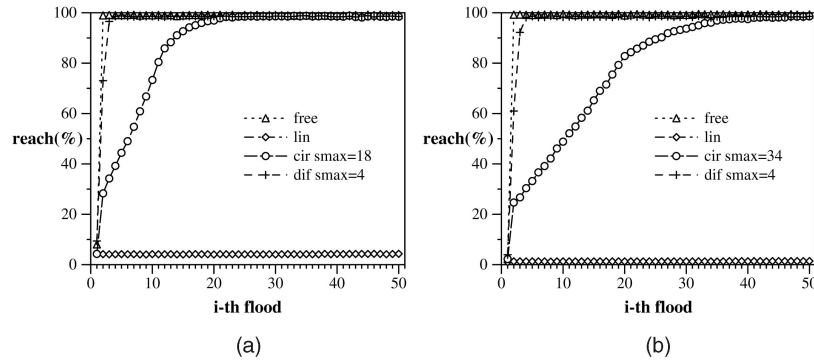 100
80
60
reach(%)
40
20
0
0 10 20 30 40 50
i-th flood
free
lin
cir smax=18
dif smax=4
(a)
100
80
60
reach(%)
40
20
0
0 10 20 30 40 50
i-th flood
free
lin
cir smax=34
dif smax=4
(b)